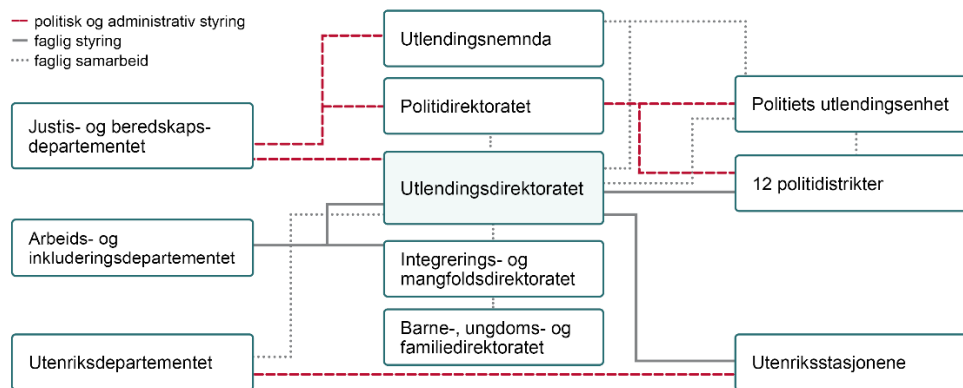 politisk og administrativ styring
faglig styring
faglig samarbeid
Utlendingsnemnda
Politidirektoratet
Politiets utlendingsenhet
Justis- og beredskaps-
departementet
Utlendingsdirektoratet
12 politidistrikter
Arbeids- og
inkluderingsdepartementet
Integrerings- og
mangfoldsdirektoratet
Barne-, ungdoms- og
familiedirektoratet
Utenriksdepartementet
Utenriksstasjonene